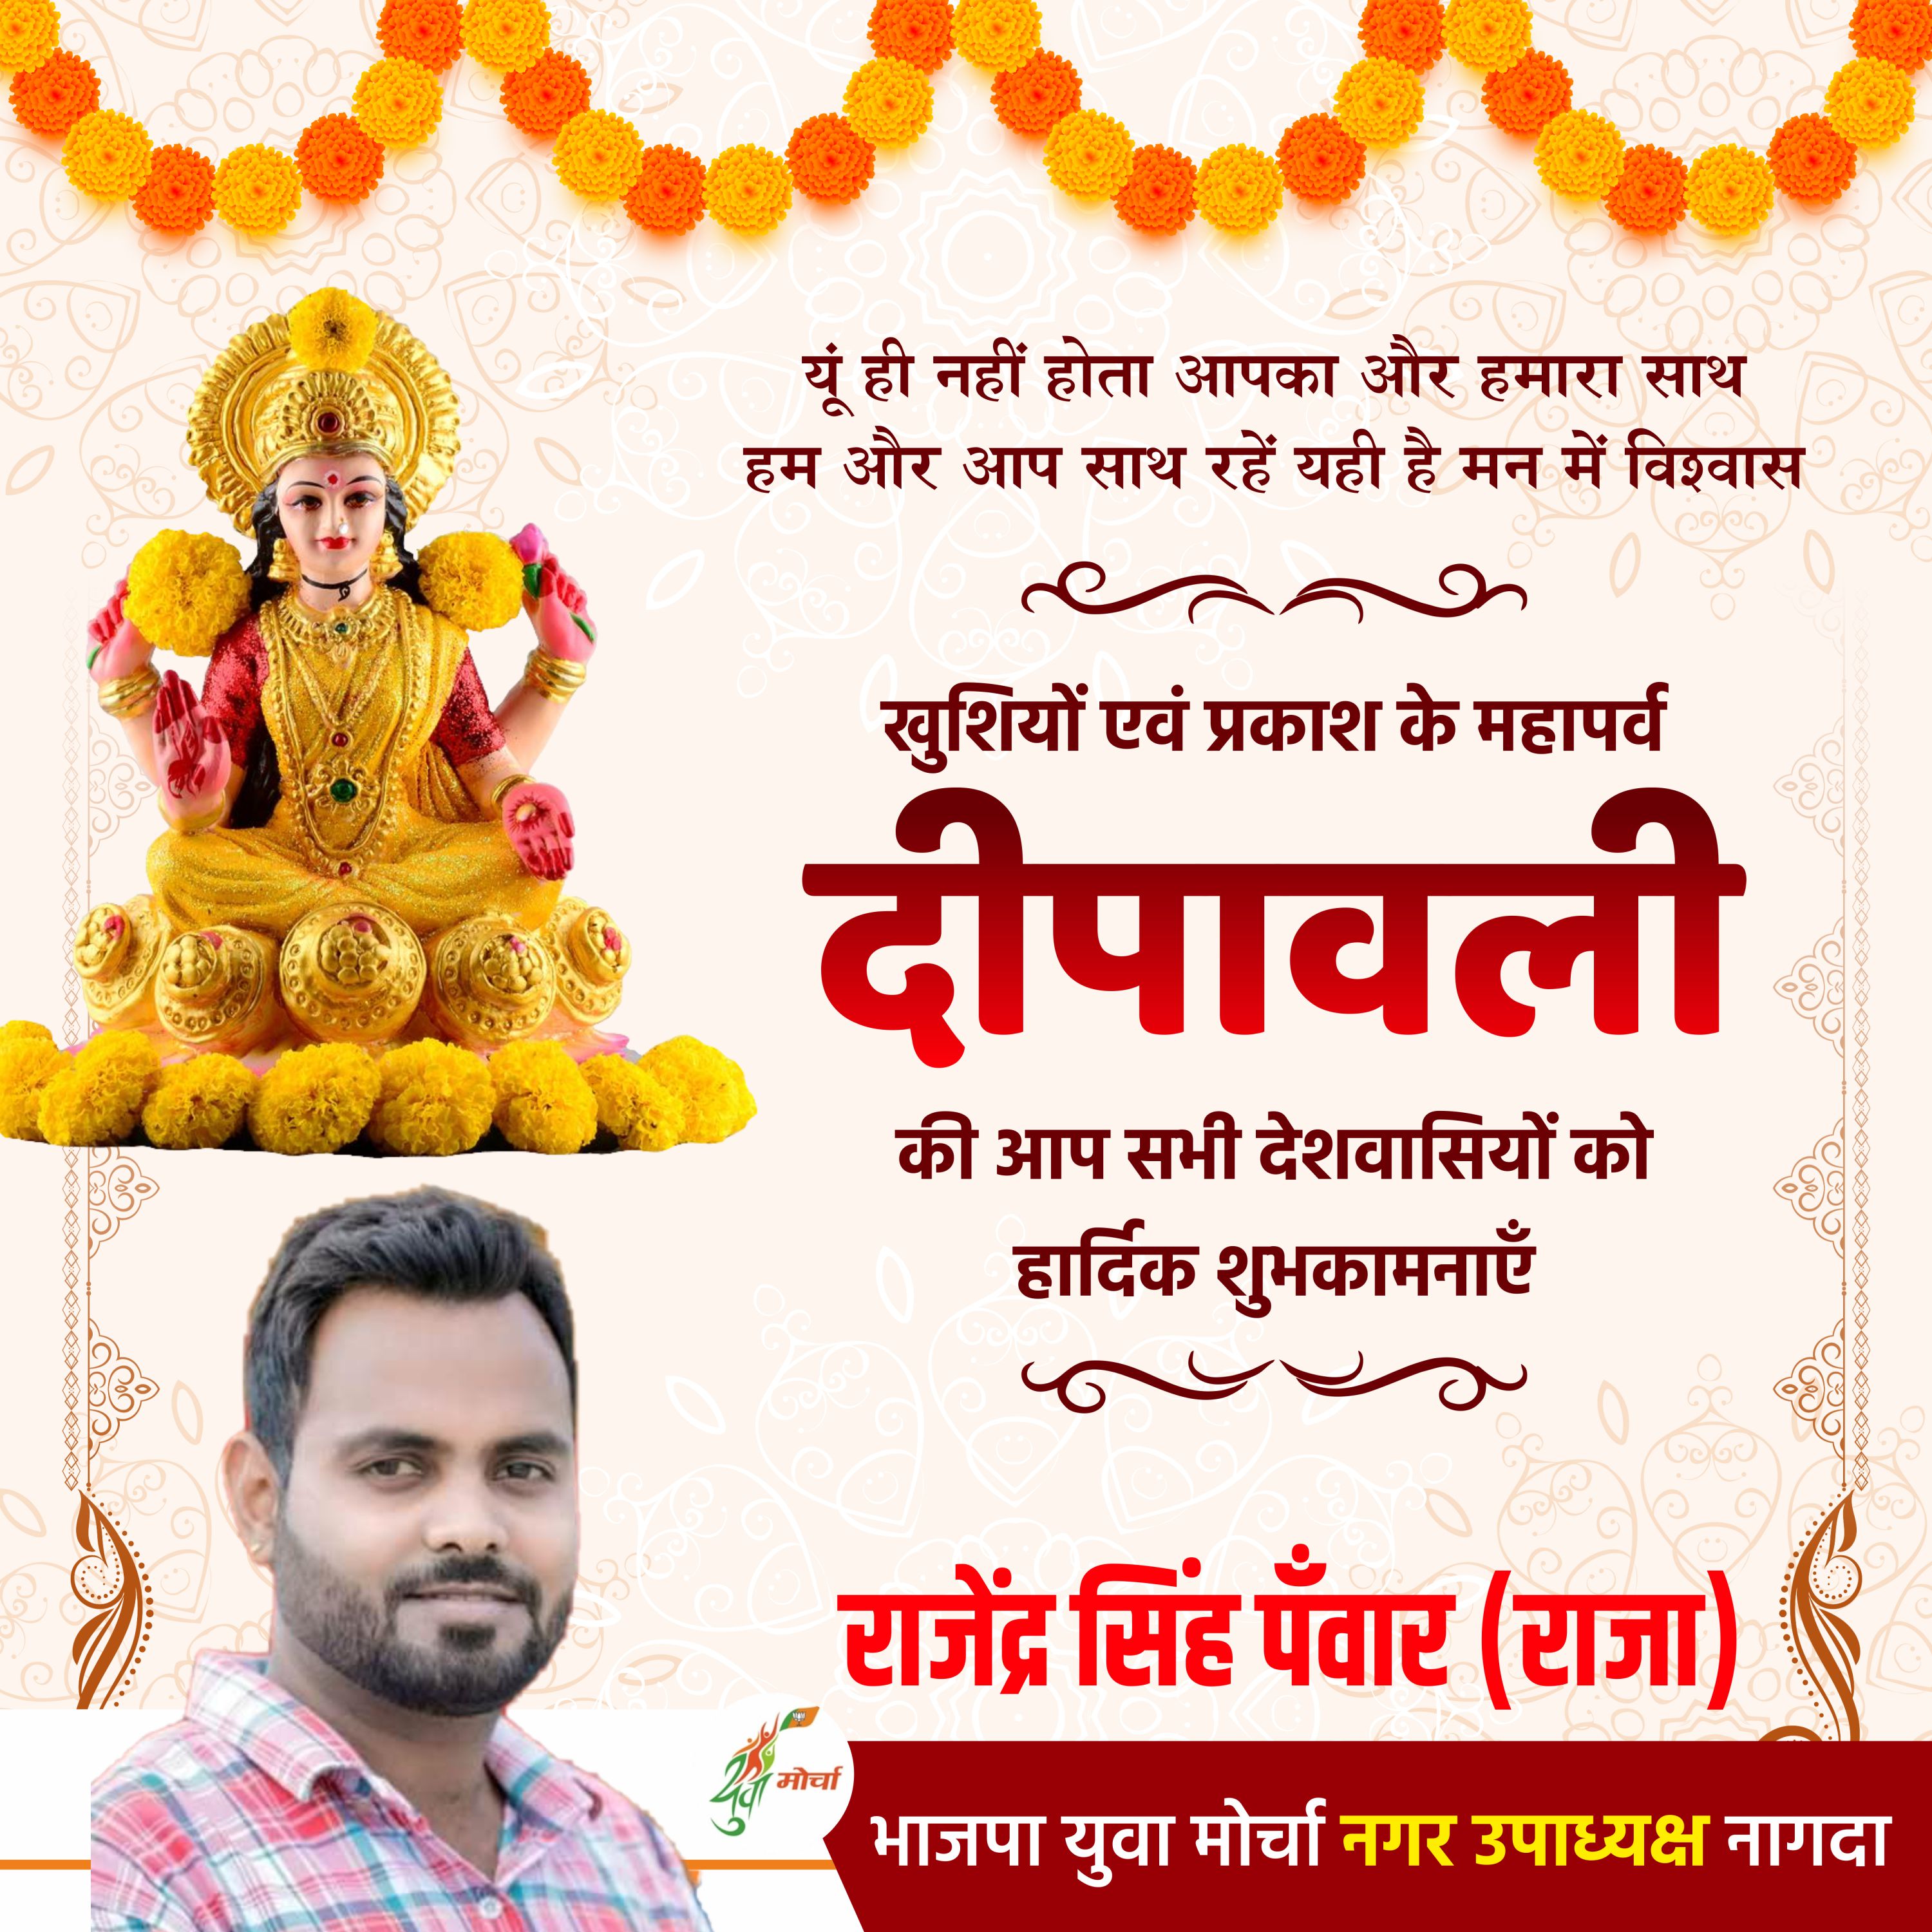 यूं ही नहीं होता आपका और हमारा साथ
हम और आप साथ रहें यही है मन में विश्वास
खुशियों एवं प्रकाश के महापर्व
दीपावली
की आप सभी देशवासियों को
हार्दिक शुभकामनाएँ
राजेंद्र सिंह पँवार (राजा)
युवा मोर्चा
भाजपा युवा मोर्चा नगर उपाध्यक्ष नागदा